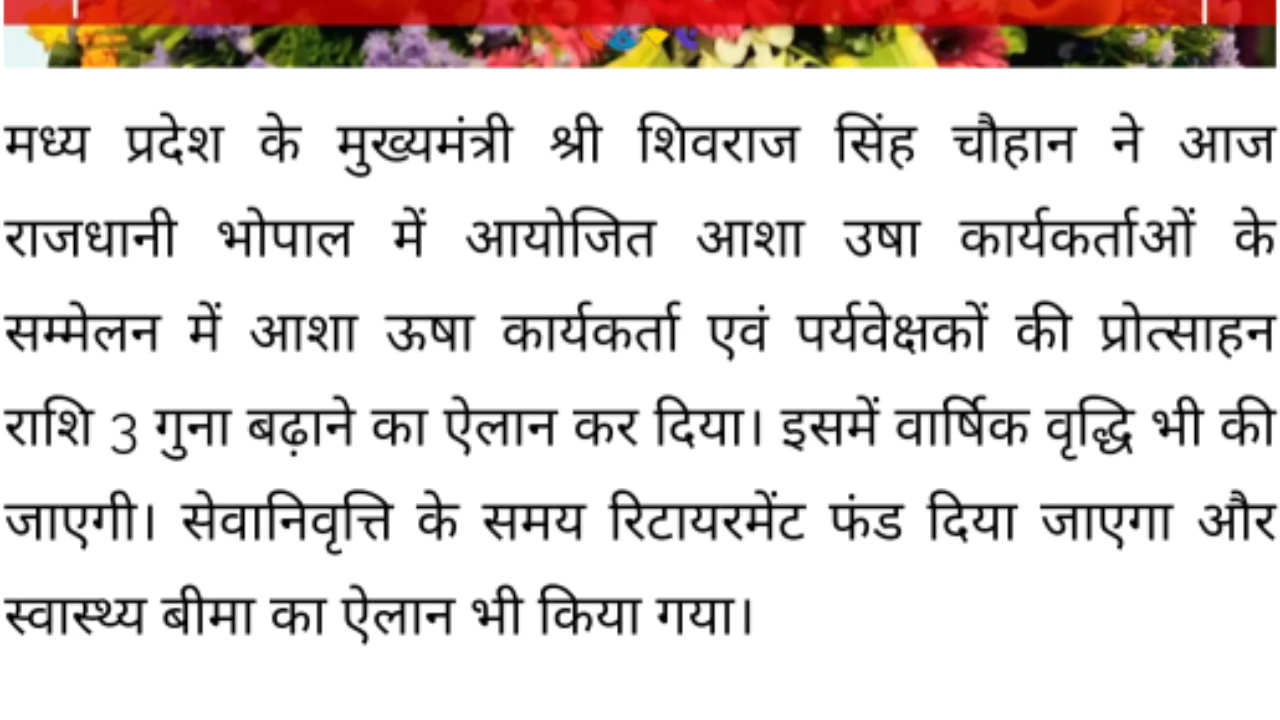 मध्य प्रदेश के मुख्यमंत्री श्री शिवराज सिंह चौहान ने आज
राजधानी भोपाल में आयोजित आशा उषा कार्यकर्ताओं के
सम्मेलन में आशा ऊषा कार्यकर्ता एवं पर्यवेक्षकों की प्रोत्साहन
राशि 3 गुना बढ़ाने का ऐलान कर दिया। इसमें वार्षिक वृद्धि भी की
जाएगी। सेवानिवृत्ति के समय रिटायरमेंट फंड दिया जाएगा और
स्वास्थ्य बीमा का ऐलान भी किया गया।